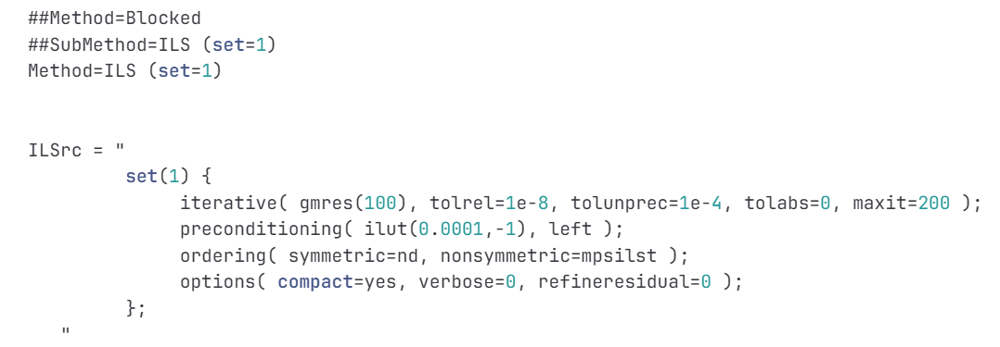 ##Method=Blocked
##SubMethod=ILS (set=1)
Method=ILS (set=1)
ILSrc = "
set(1) {
iterative( gmres(100), tolrel=1e-8, tolunprec=1e-4, tolabs=0, maxit=200 );
preconditioning( ilut(0.0001,-1), left );
ordering( symmetric=nd, nonsymmetric=mpsilst );
options( compact=yes, verbose=0, refineresidual=0 );
};
"